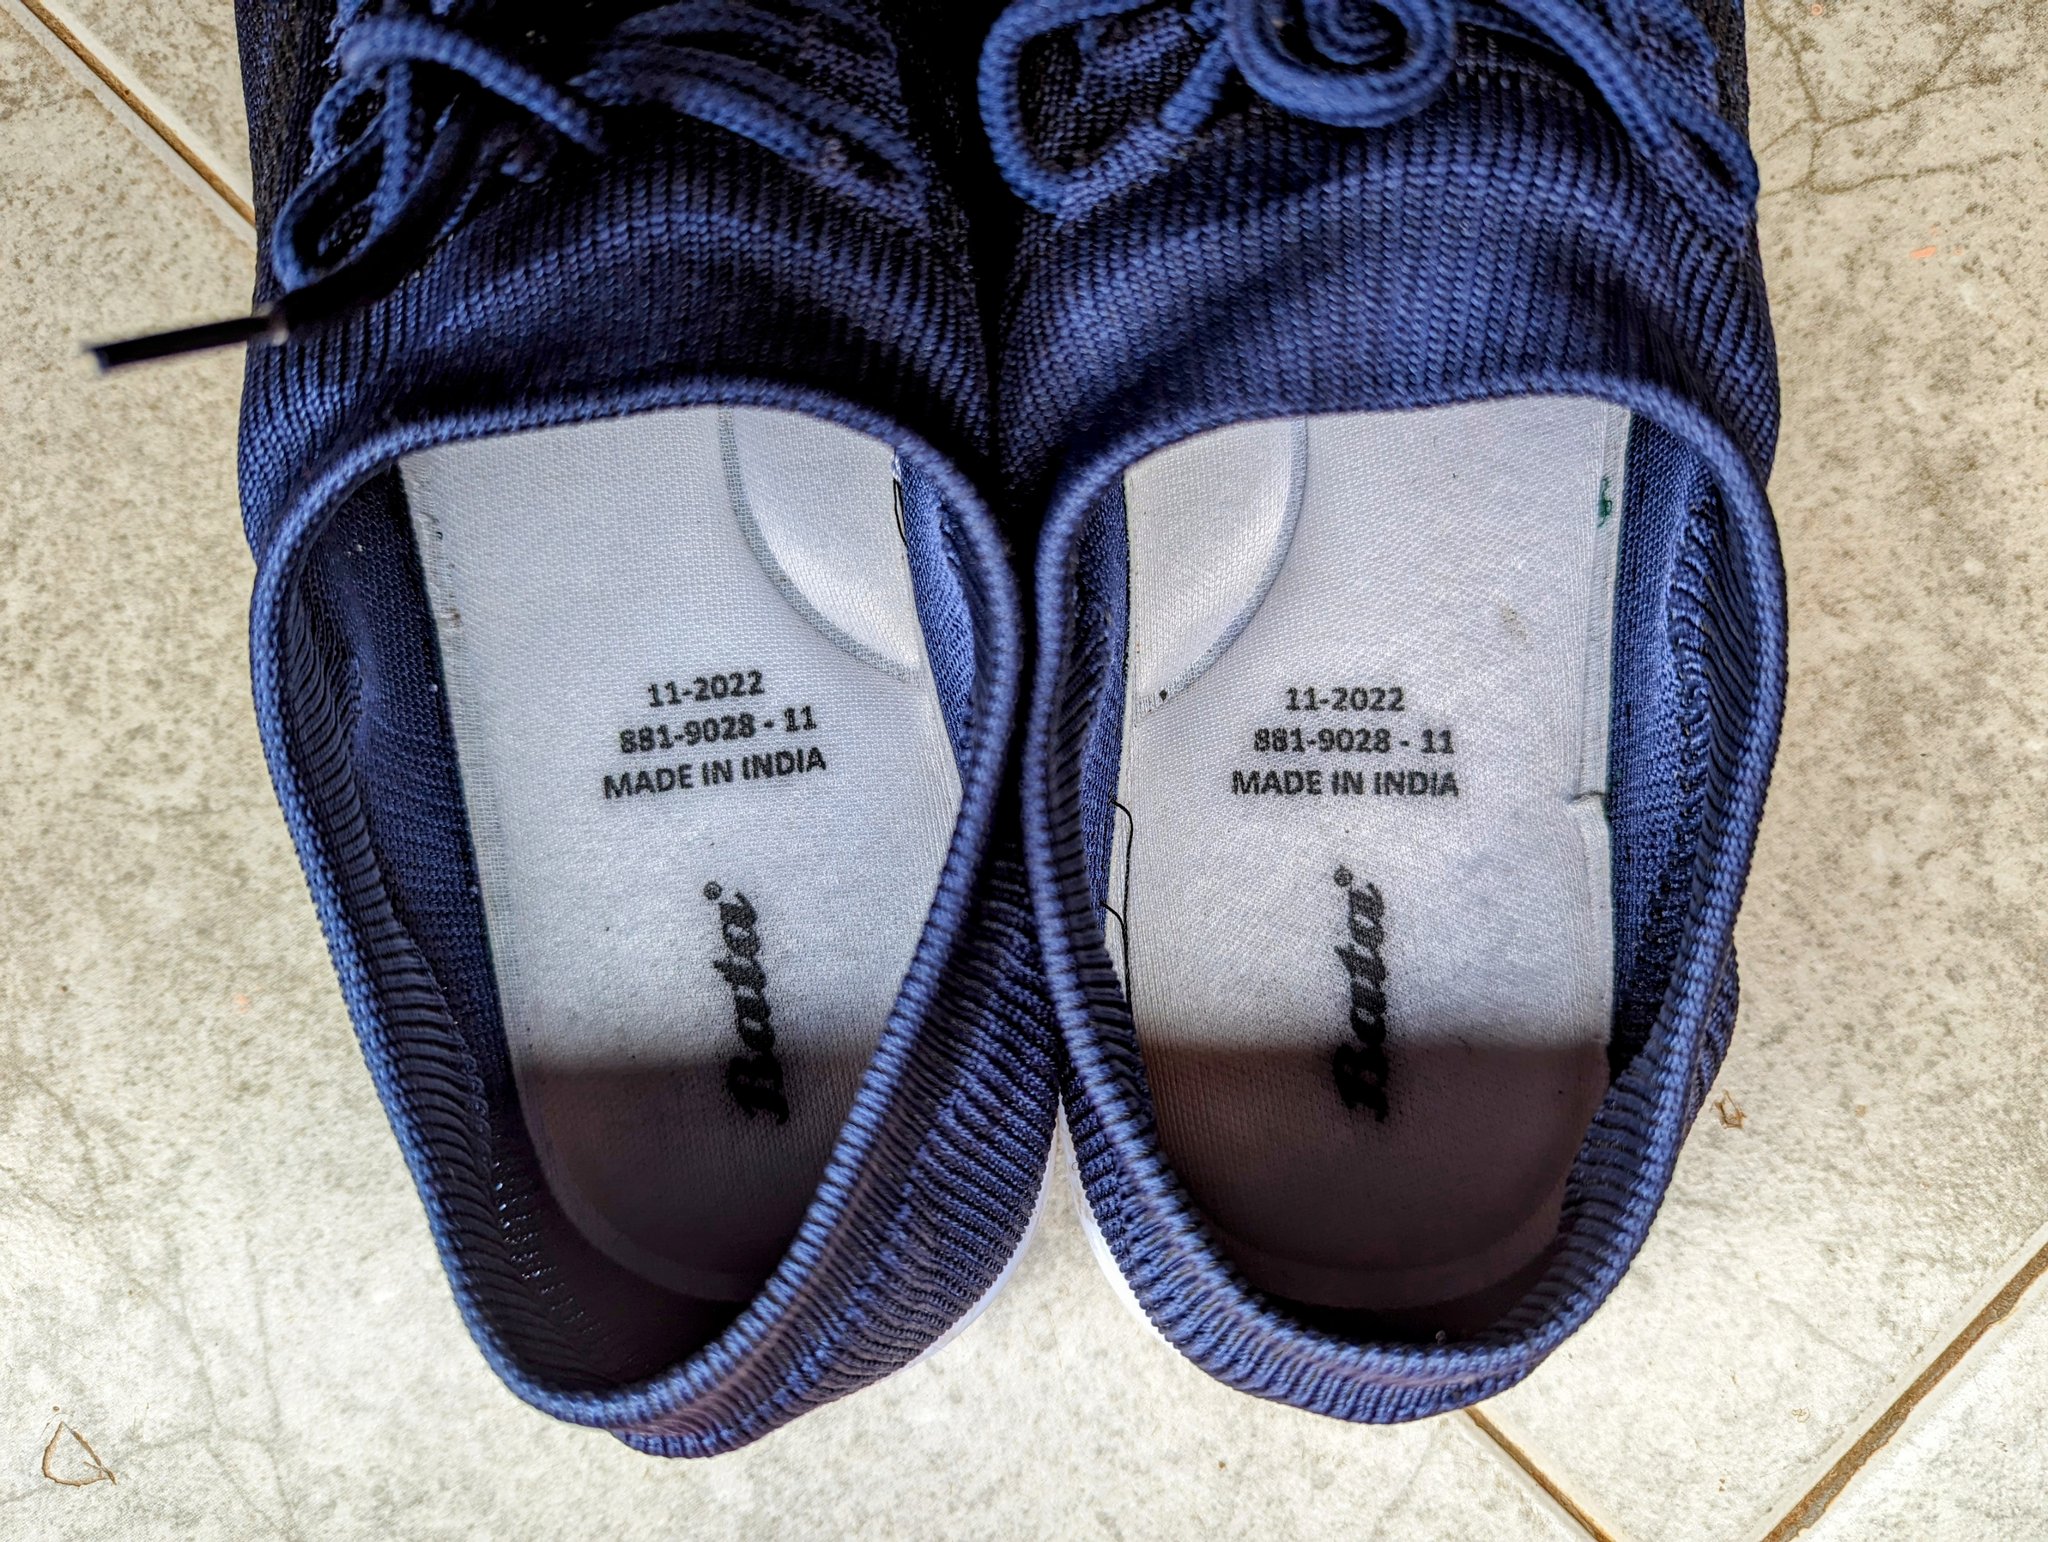 11-2022
881-9028 - 11
MADE IN INDIA
Bata®
11-2022
881-9028 - 11
MADE IN INDIA
Bata®